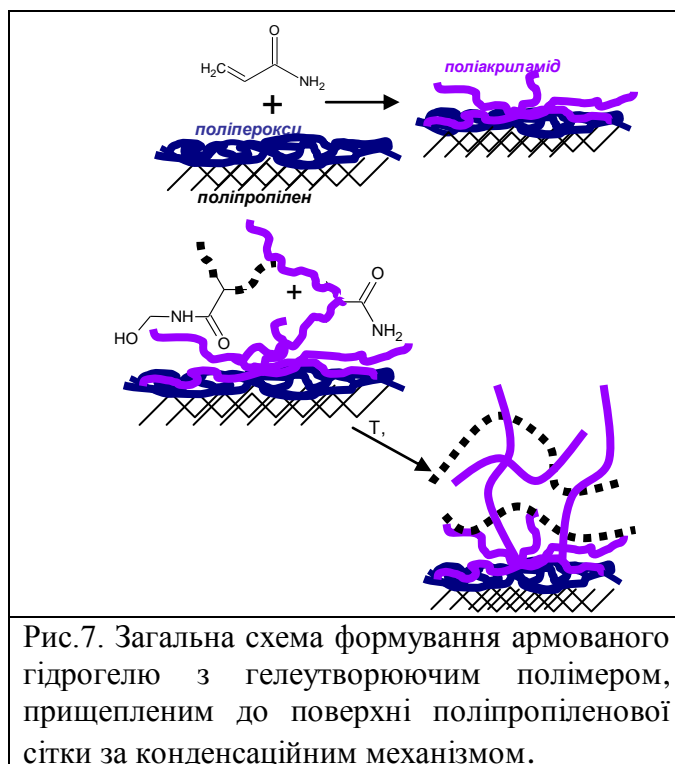 O
H₂C
NH₂
поліакриламід
+
поліперокси
поліпропілен
O
+
NH
HO
O
NH₂
T,
Рис.7. Загальна схема формування армованого
гідрогелю з гелеутворюючим полімером,
прищепленим до поверхні поліпропіленової
сітки за конденсаційним механізмом.